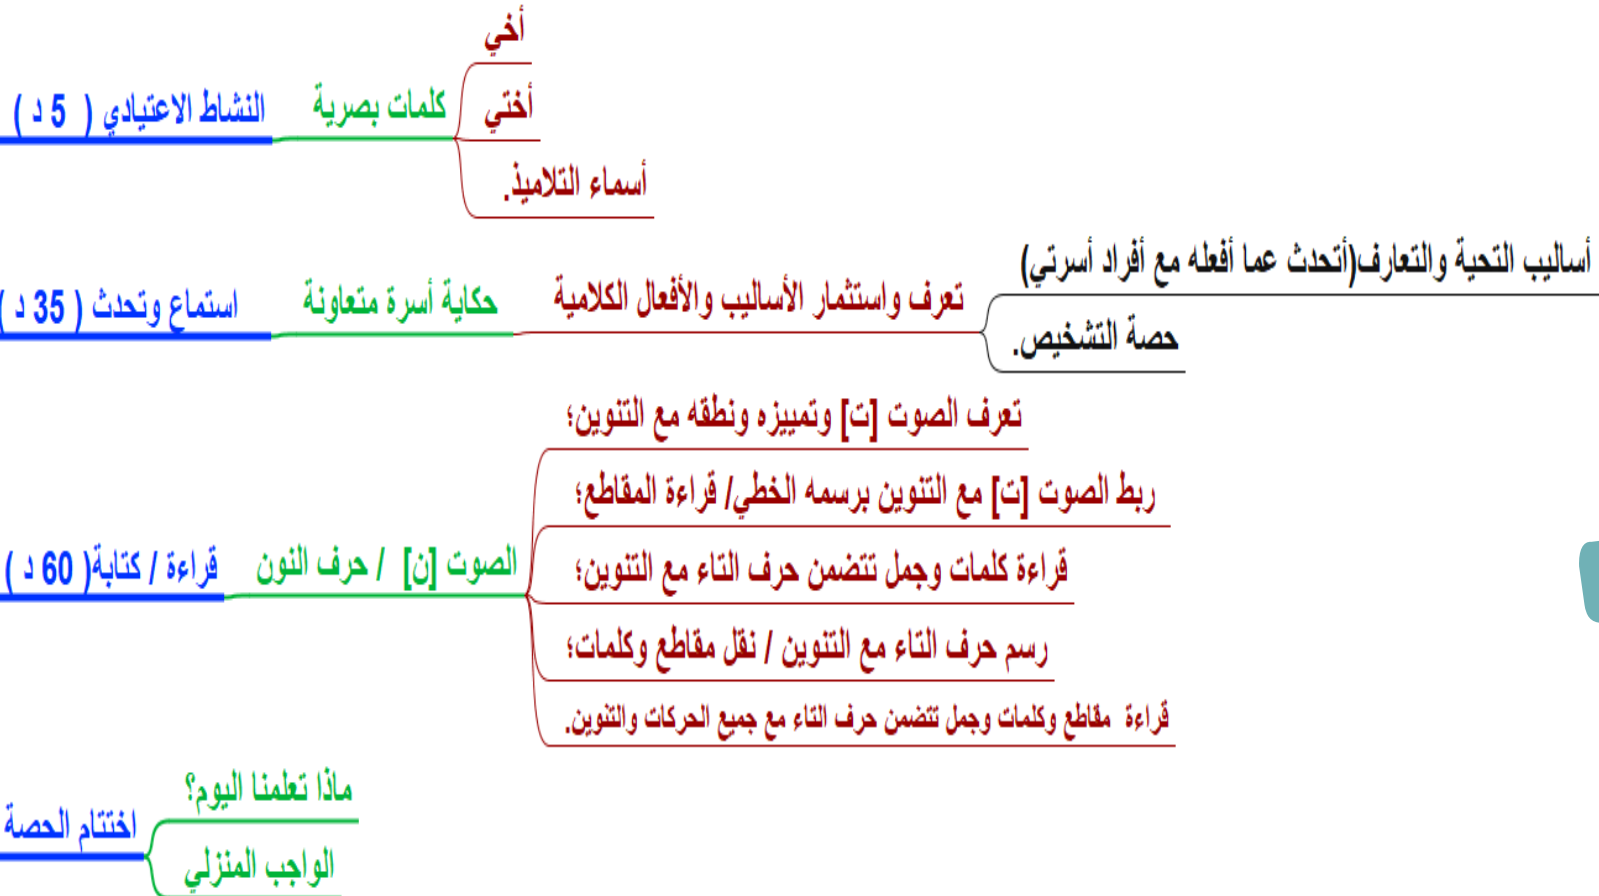 النشاط الاعتيادي ( 5 د )
كلمات بصرية
أخي
أختي
أسماء التلاميذ.
استماع وتحدث ( 35 د )
حكاية أسرة متعاونة
تعرف واستثمار الأساليب والأفعال الكلامية
أساليب التحية والتعارف(أتحدث عما أفعله مع أفراد أسرتي)
حصة التشخيص.
قراءة / كتابة( 60 د )
الصوت [ن] / حرف النون
تعرف الصوت [ت] وتمييزه ونطقه مع التنوين؛
ربط الصوت [ت] مع التنوين برسمه الخطي/ قراءة المقاطع؛
قراءة كلمات وجمل تتضمن حرف التاء مع التنوين؛
رسم حرف التاء مع التنوين / نقل مقاطع وكلمات؛
قراءة مقاطع وكلمات وجمل تتضمن حرف التاء مع جميع الحركات والتنوين.
اختتام الحصة
ماذا تعلمنا اليوم؟
الواجب المنزلي